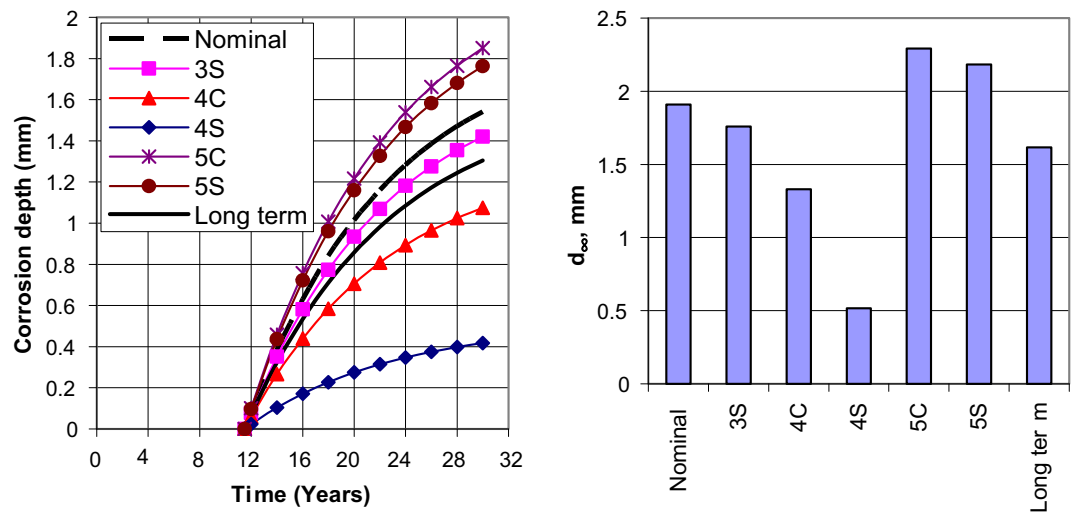 2
1.8
1.6
1.4
1.2
1
0.8
0.6
0.4
0.2
0
Corrosion depth (mm)
Nominal
3S
4C
4S
5C
5S
Long term
0 4 8 12 16 20 24 28 32
Time (Years)
2.5
2
1.5
1
0.5
0
d∞, mm
Nominal
3S
4C
4S
5C
5S
Long ter m